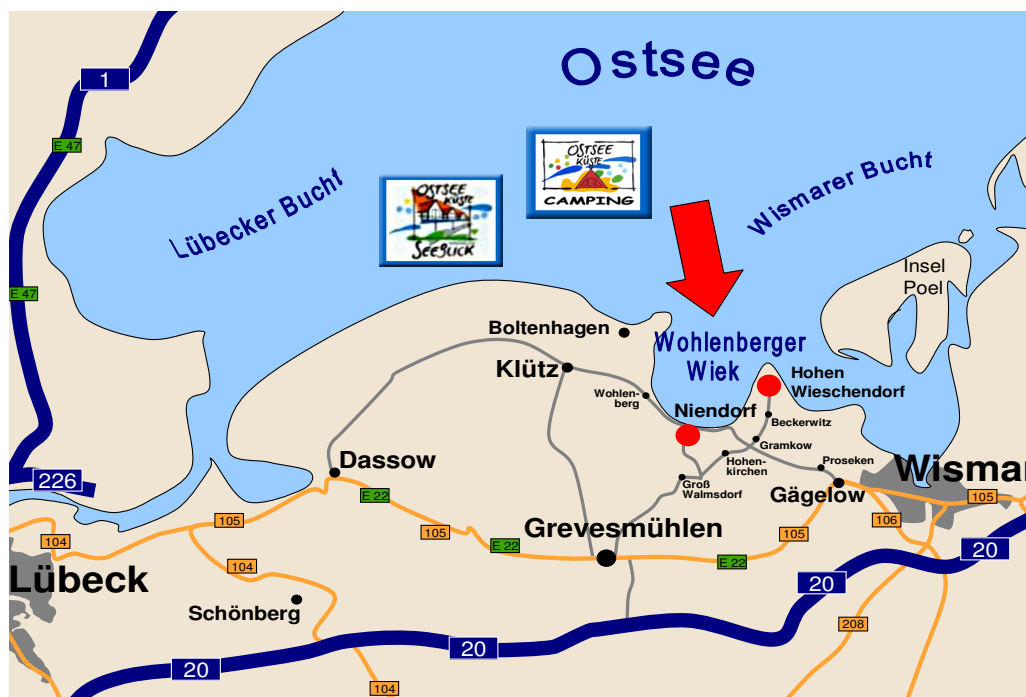 Ostsee
1
E 47
OSTSEE
KÜSTE
CAMPING
Wismarer Bucht
Lübecker Bucht
OSTSEE
KÜSTE
SEEBLICK
Insel
Poel
E 47
Boltenhagen
Wohlenberger
Wiek
Klütz
Hohen
Wieschendorf
Wohlen-
berg
Niendorf
Beckerwitz
Gramkow
Dassow
Hohen-
kirchen
Proseken
Wismar
226
Groß
Walmsdorf
Gägelow
E 22
105
105
106
105
105
Grevesmühlen
104
E 22
E 22
20
104
Lübeck
20
Schönberg
208
20
20
104